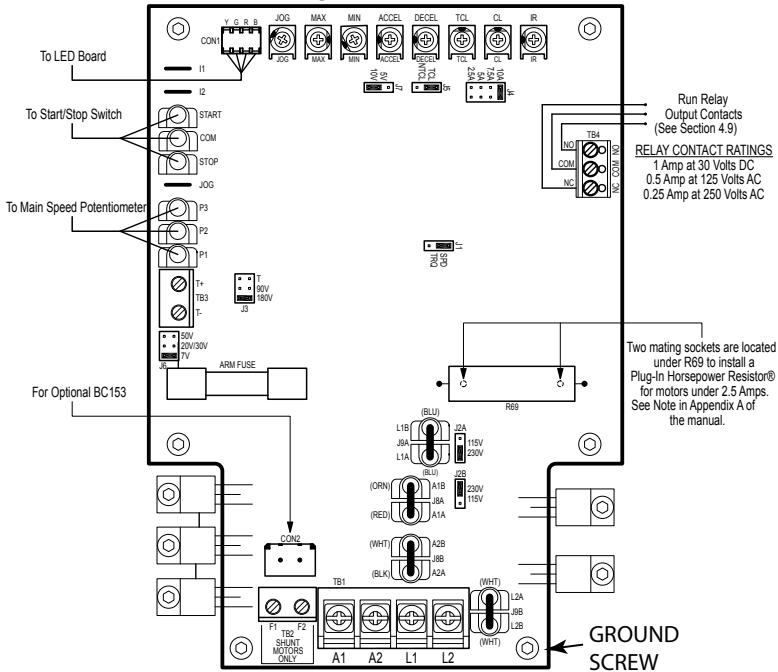 Y G R B
CON1
JOG
MAX
MIN
ACCEL
DECEL
TCL
CL
IR
JOG
MAX
MIN
ACCEL
DECEL
TCL
CL
IR
To LED Board
I1
I2
10V
5V
J7
NTCL
TCL
J5
2.5A
5A
7.5A
10A
J4
To Start/Stop Switch
START
COM
STOP
JOG
Run Relay
Output Contacts
(See Section 4.9)
TB4
NO
COM
NC
NO
COM
NC
RELAY CONTACT RATINGS
1 Amp at 30 Volts DC
0.5 Amp at 125 Volts AC
0.25 Amp at 250 Volts AC
To Main Speed Potentiometer
P3
P2
P1
TRQ
SPD
J1
T+
TB3
T-
T
90V
180V
J3
50V
20V/30V
7V
J6
ARM FUSE
R69
Two mating sockets are located
under R69 to install a
Plug-In Horsepower Resistor®
for motors under 2.5 Amps.
See Note in Appendix A of
the manual.
For Optional BC153
(BLU)
L1B
J9A
L1A
(BLU)
J2A
115V
230V
J2B
230V
115V
(ORN)
A1B
J8A
(RED)
A1A
(WHT)
A2B
J8B
(BLK)
A2A
CON2
TB1
F1 F2
TB2
SHUNT
MOTORS
ONLY
A1 A2 L1 L2
(WHT)
L2A
J9B
L2B
(WHT)
GROUND
SCREW